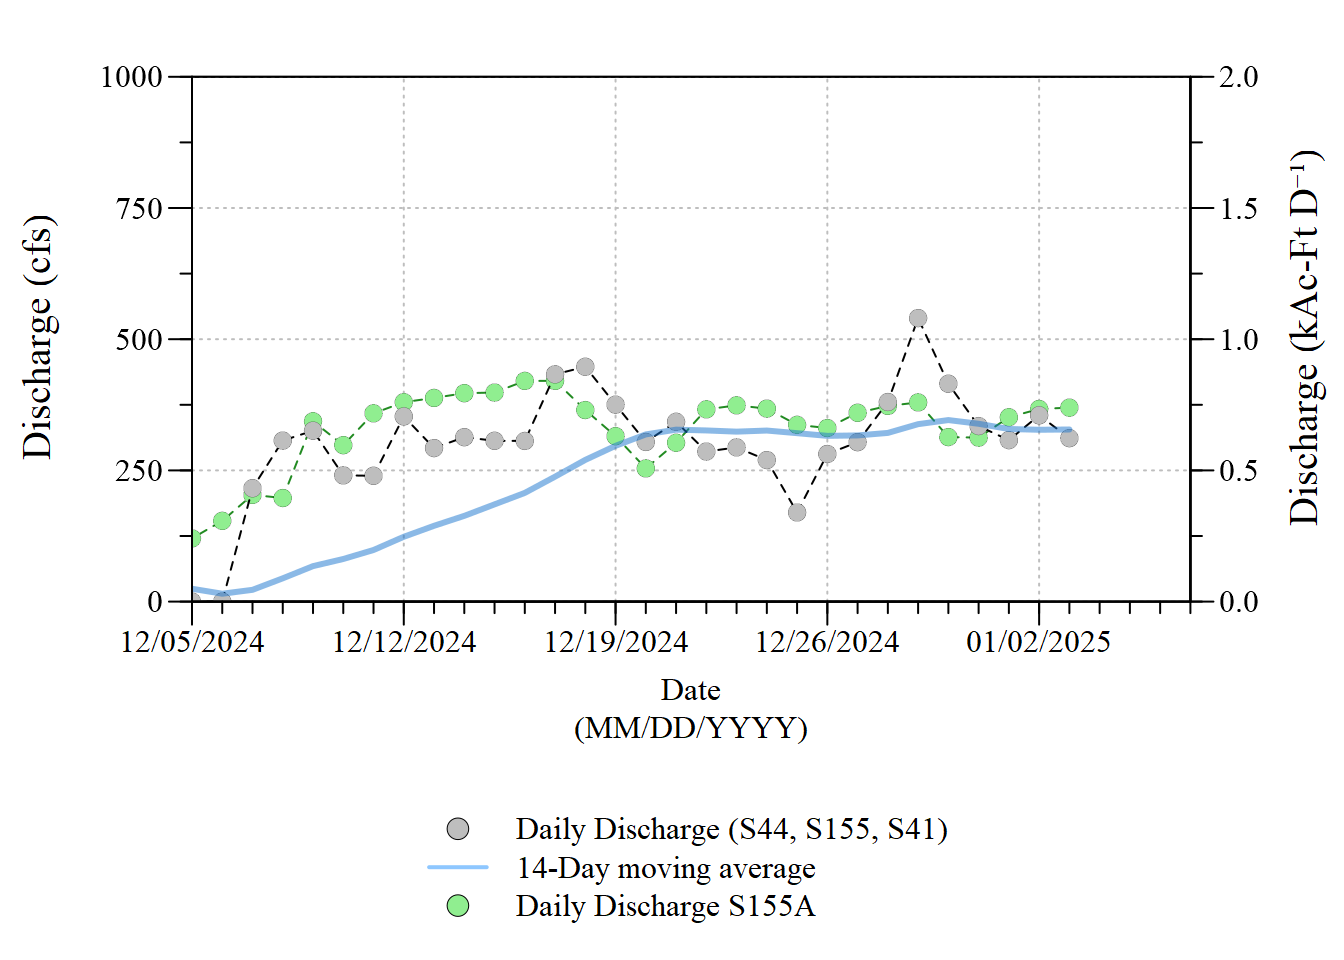 1000
750
500
250
0
2.0
1.5
1.0
0.5
0.0
Discharge (cfs)
Discharge (kAc-Ft D⁻¹)
12/05/2024
12/12/2024
12/19/2024
12/26/2024
01/02/2025
Date
(MM/DD/YYYY)
Daily Discharge (S44, S155, S41)
14-Day moving average
Daily Discharge S155A